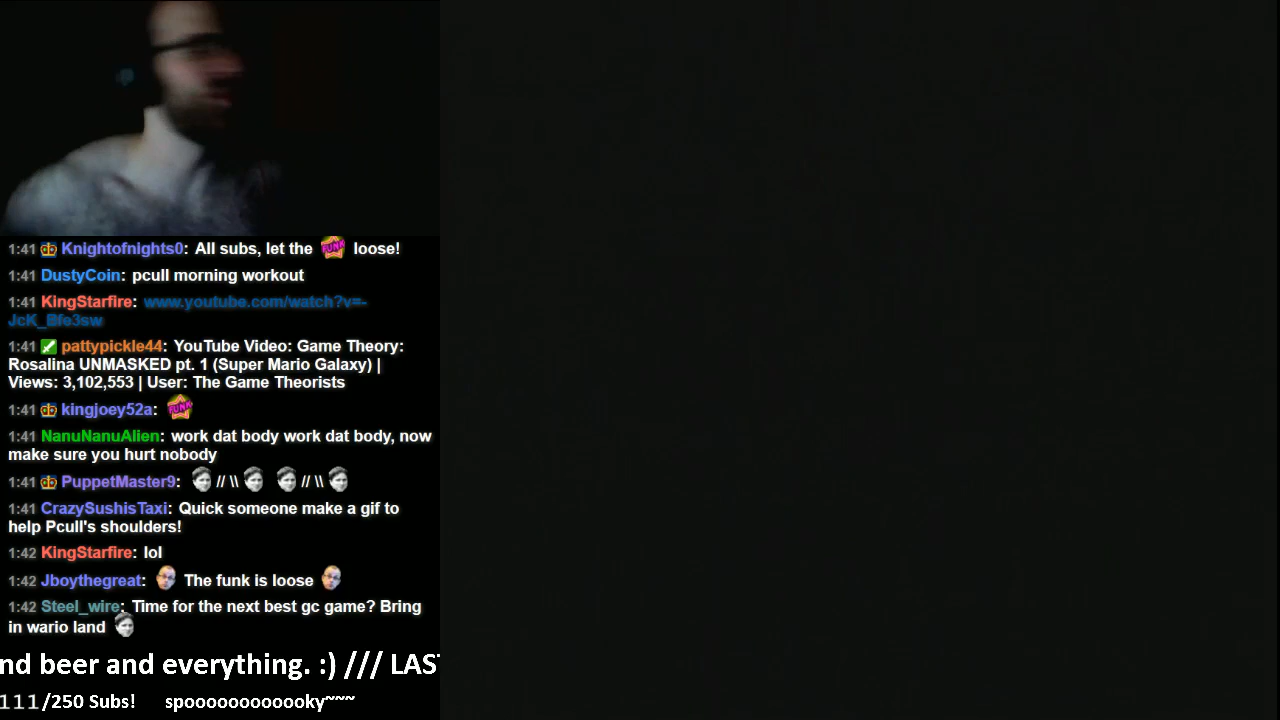 1:41 Knightofnights0: All subs, let the FUNK loose!
1:41 DustyCoin: pcull morning workout
1:41 KingStarfire: www.youtube.com/watch?v=-
JcK_Bfe3sw
1:41 pattypickle44: YouTube Video: Game Theory:
Rosalina UNMASKED pt. 1 (Super Mario Galaxy) |
Views: 3,102,553 | User: The Game Theorists
1:41 kingjoey52a: FUNK
1:41 NanuNanuAlien: work dat body work dat body, now
make sure you hurt nobody
1:41 PuppetMaster9: // \\ // \\
1:41 CrazySushisTaxi: Quick someone make a gif to
help Pcull's shoulders!
1:42 KingStarfire: lol
1:42 Jboythegreat: The funk is loose
1:42 Steel_wire: Time for the next best gc game? Bring
in wario land
nd beer and everything. :) /// LAST
111/250 Subs! spooooooooooky~~~